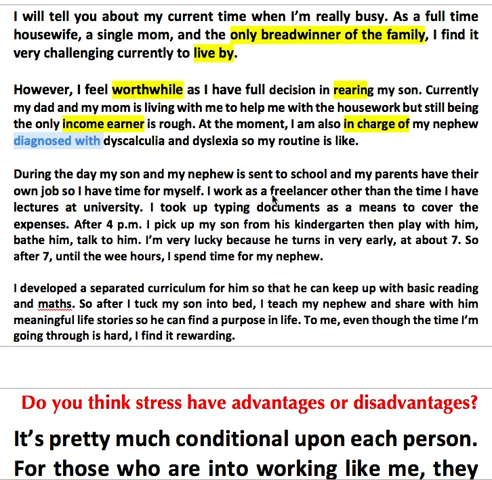 I will tell you about my current time when I'm really busy. As a full time
housewife, a single mom, and the only breadwinner of the family, I find it
very challenging currently to live by.
However, I feel worthwhile as I have full decision in rearing my son. Currently
my dad and my mom is living with me to help me with the housework but still being
the only income earner is rough. At the moment, I am also in charge of my nephew
diagnosed with dyscalculia and dyslexia so my routine is like.
During the day my son and my nephew is sent to school and my parents have their
own job so I have time for myself. I work as a freelancer other than the time I have
lectures at university. I took up typing documents as a means to cover the
expenses. After 4 p.m. I pick up my son from his kindergarten then play with him,
bathe him, talk to him. I'm very lucky because he turns in very early, at about 7. So
after 7, until the wee hours, I spend time for my nephew.
I developed a separated curriculum for him so that he can keep up with basic reading
and maths. So after I tuck my son into bed, I teach my nephew and share with him
meaningful life stories so he can find a purpose in life. To me, even though the time I'm
going through is hard, I find it rewarding.
Do you think stress have advantages or disadvantages?
It's pretty much conditional upon each person.
For those who are into working like me, they